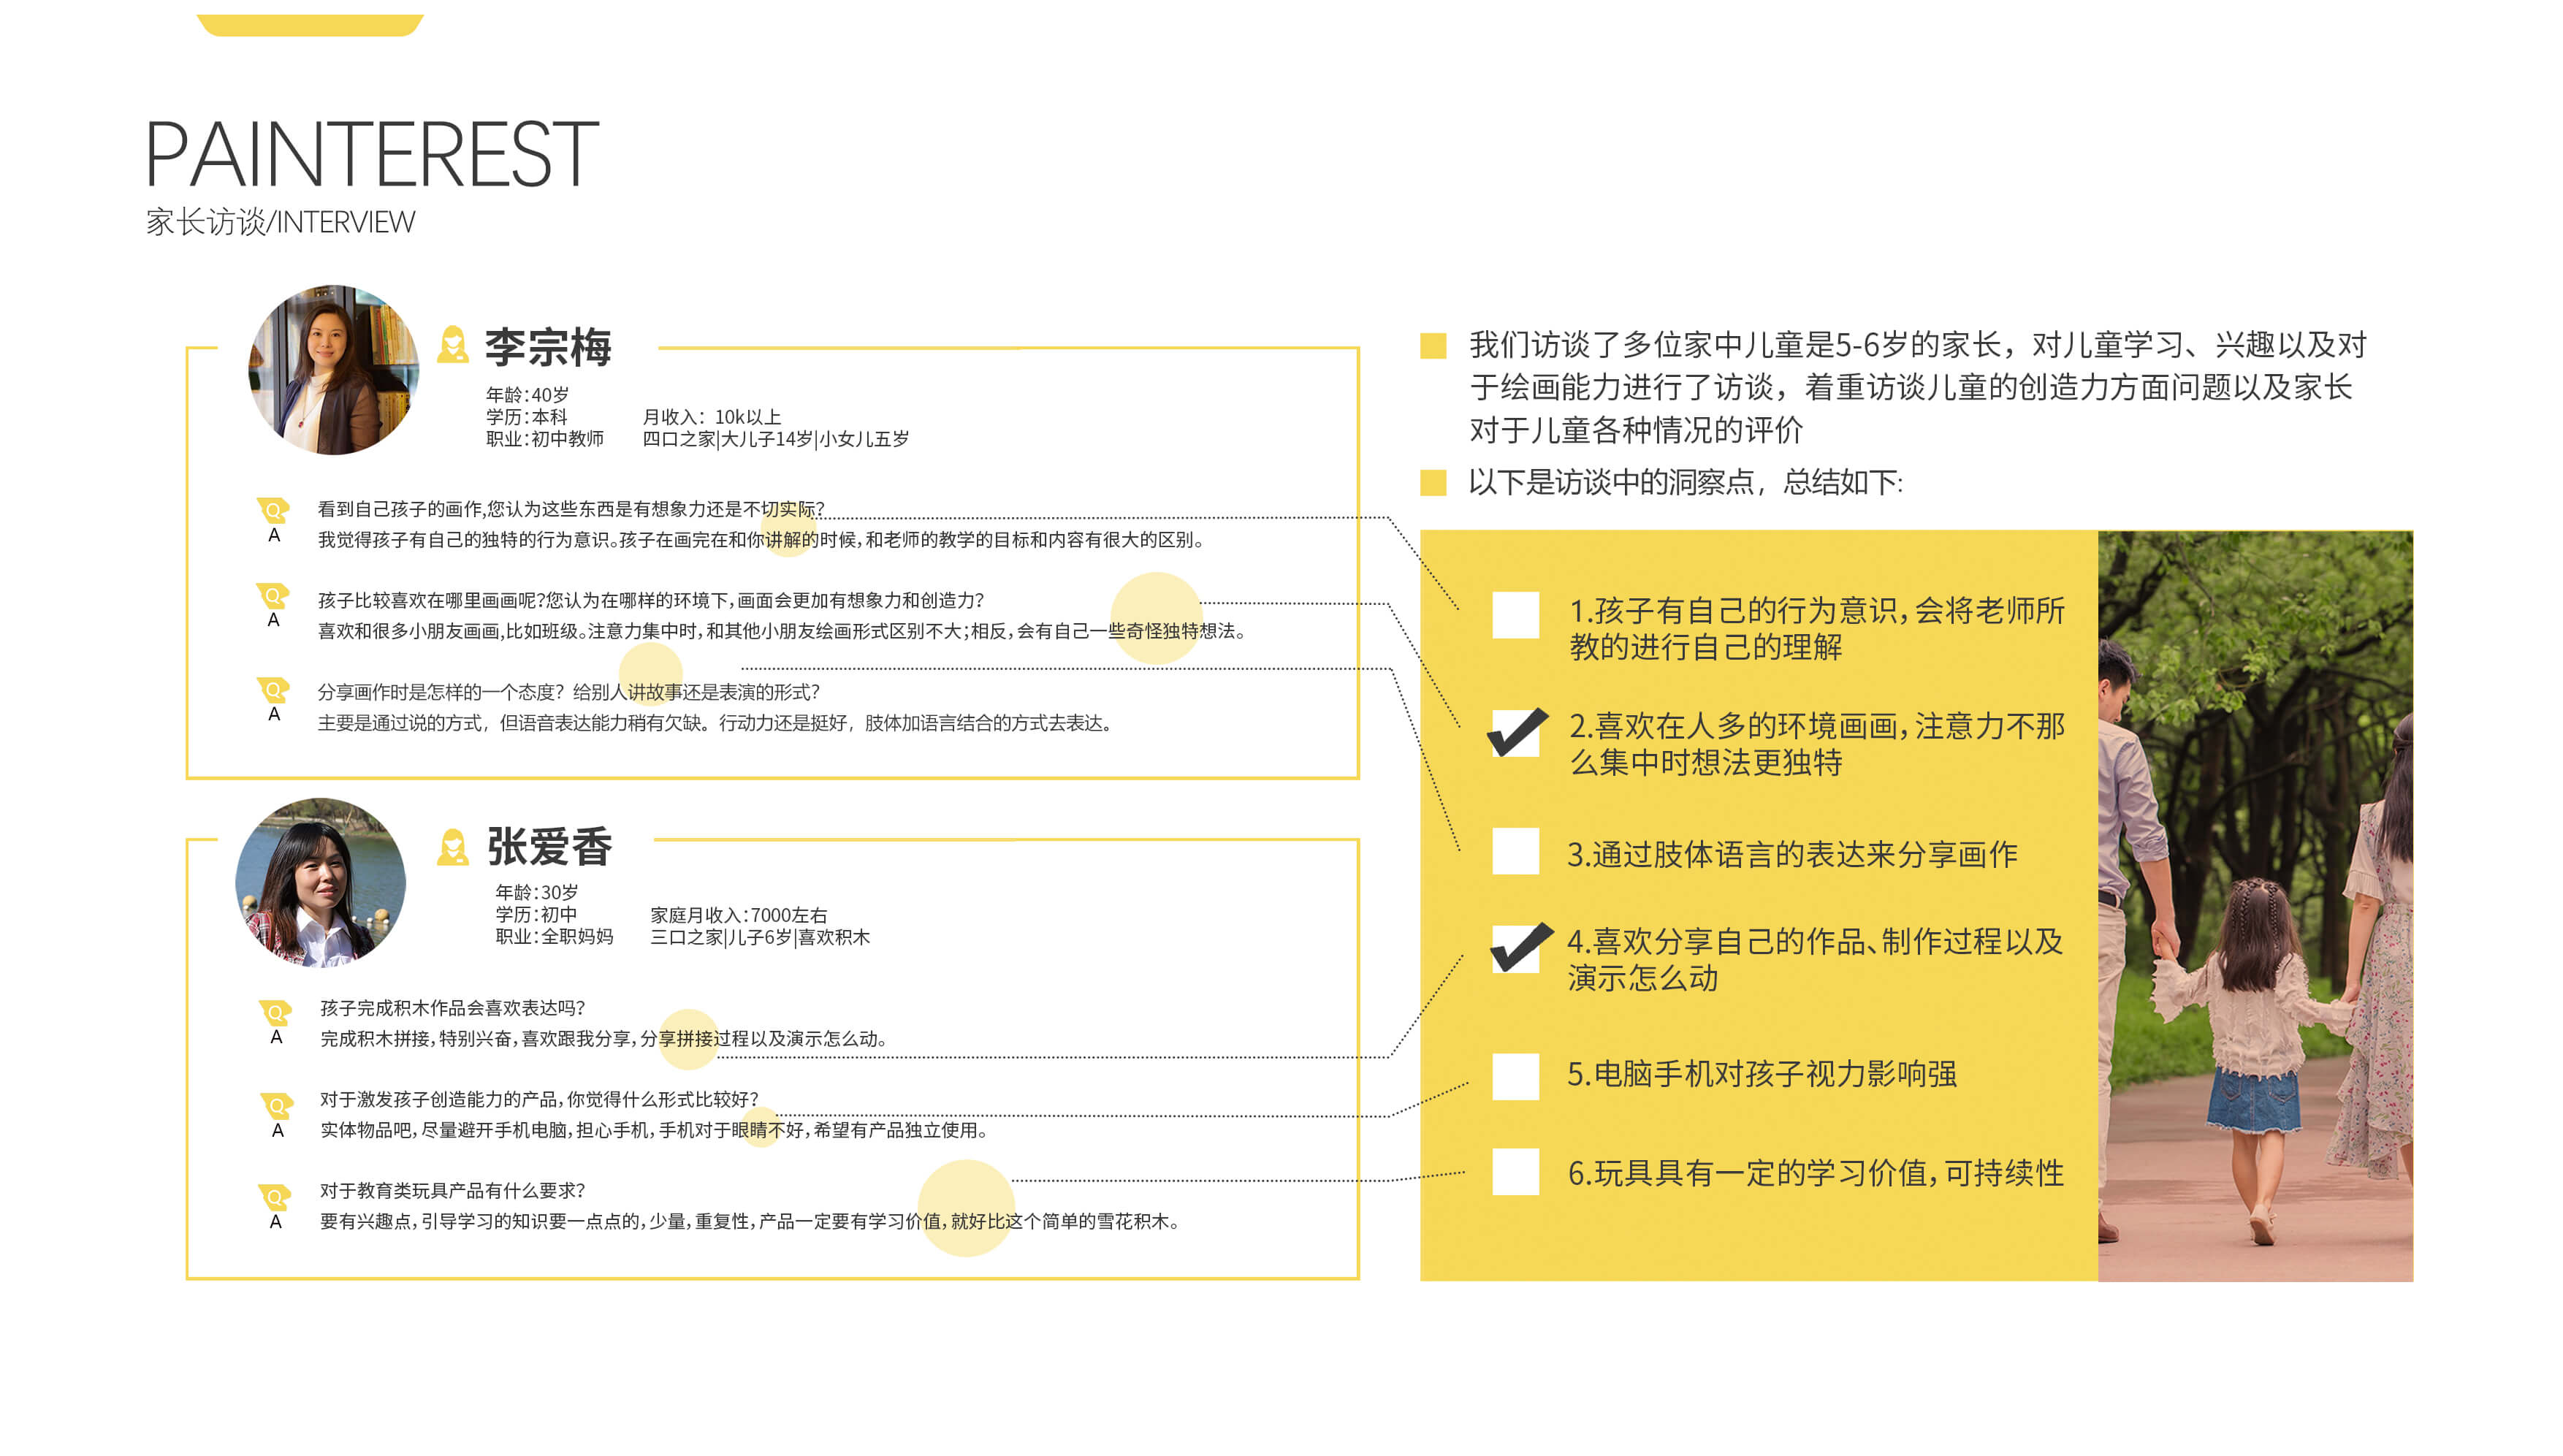 PAINTEREST
家长访谈/INTERVIEW
李宗梅
年龄:40岁
学历:本科
月收入：10k以上
职业:初中教师
四口之家|大儿子14岁|小女儿五岁
Q
看到自己孩子的画作,您认为这些东西是有想象力还是不切实际?
A
我觉得孩子有自己的独特的行为意识。孩子在画完在和你讲解的时候,和老师的教学的目标和内容有很大的区别。
Q
孩子比较喜欢在哪里画画呢?您认为在哪样的环境下,画面会更加有想象力和创造力?
A
喜欢和很多小朋友画画,比如班级。注意力集中时,和其他小朋友绘画形式区别不大;相反,会有自己一些奇怪独特想法。
Q
分享画作时是怎样的一个态度？给别人讲故事还是表演的形式?
A
主要是通过说的方式，但语音表达能力稍有欠缺。行动力还是挺好，肢体加语言结合的方式去表达。
张爱香
年龄:30岁
学历:初中
家庭月收入:7000左右
职业:全职妈妈
三口之家|儿子6岁|喜欢积木
Q
孩子完成积木作品会喜欢表达吗?
A
完成积木拼接,特别兴奋,喜欢跟我分享,分享拼接过程以及演示怎么动。
Q
对于激发孩子创造能力的产品,你觉得什么形式比较好?
A
实体物品吧,尽量避开手机电脑,担心手机,手机对于眼睛不好,希望有产品独立使用。
Q
对于教育类玩具产品有什么要求?
A
要有兴趣点,引导学习的知识要一点点的,少量,重复性,产品一定要有学习价值,就好比这个简单的雪花积木。
我们访谈了多位家中儿童是5-6岁的家长，对儿童学习、兴趣以及对
于绘画能力进行了访谈，着重访谈儿童的创造力方面问题以及家长
对于儿童各种情况的评价
以下是访谈中的洞察点，总结如下:
1.孩子有自己的行为意识,会将老师所
教的进行自己的理解
2.喜欢在人多的环境画画,注意力不那
么集中时想法更独特
3.通过肢体语言的表达来分享画作
4.喜欢分享自己的作品、制作过程以及
演示怎么动
5.电脑手机对孩子视力影响强
6.玩具具有一定的学习价值,可持续性